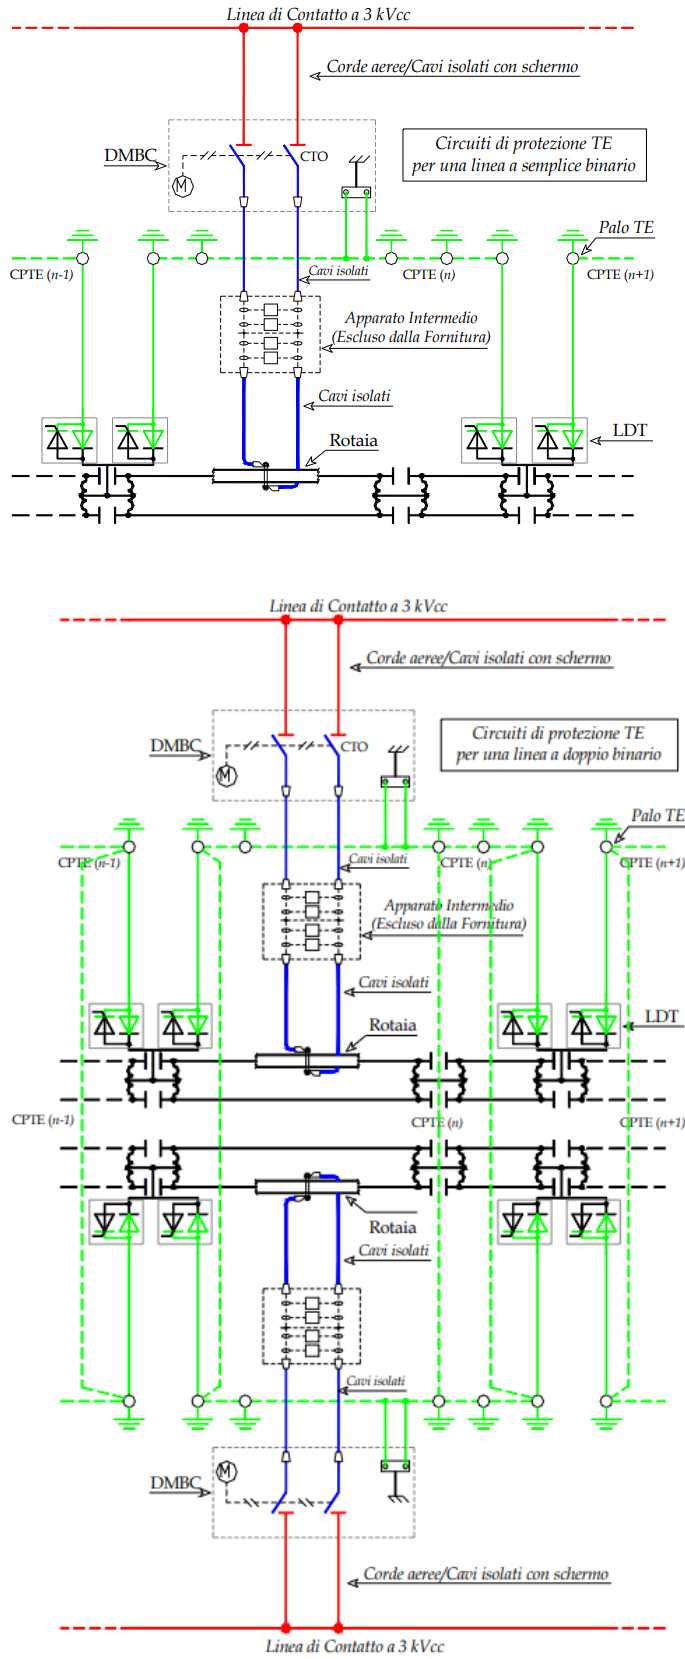 Linea di Contatto a 3 kVcc
Corde aeree/Cavi isolati con schermo
DMBC
CTO
M
Circuiti di protezione TE
per una linea a semplice binario
Palo TE
CPTE (n-1)
Cavi isolati
CPTE (n)
CPTE (n+1)
Apparato Intermedio
(Escluso dalla Fornitura)
Cavi isolati
Rotaia
LDT
Linea di Contatto a 3 kVcc
Corde aeree/Cavi isolati con schermo
DMBC
CTO
M
Circuiti di protezione TE
per una linea a doppio binario
Palo TE
CPTE (n-1)
Cavi isolati
CPTE (n)
CPTE (n+1)
Apparato Intermedio
(Escluso dalla Fornitura)
Cavi isolati
Rotaia
LDT
CPTE (n-1)
CPTE (n)
CPTE (n+1)
Rotaia
Cavi isolati
Cavi isolati
M
DMBC
Corde aeree/Cavi isolati con schermo
Linea di Contatto a 3 kVcc